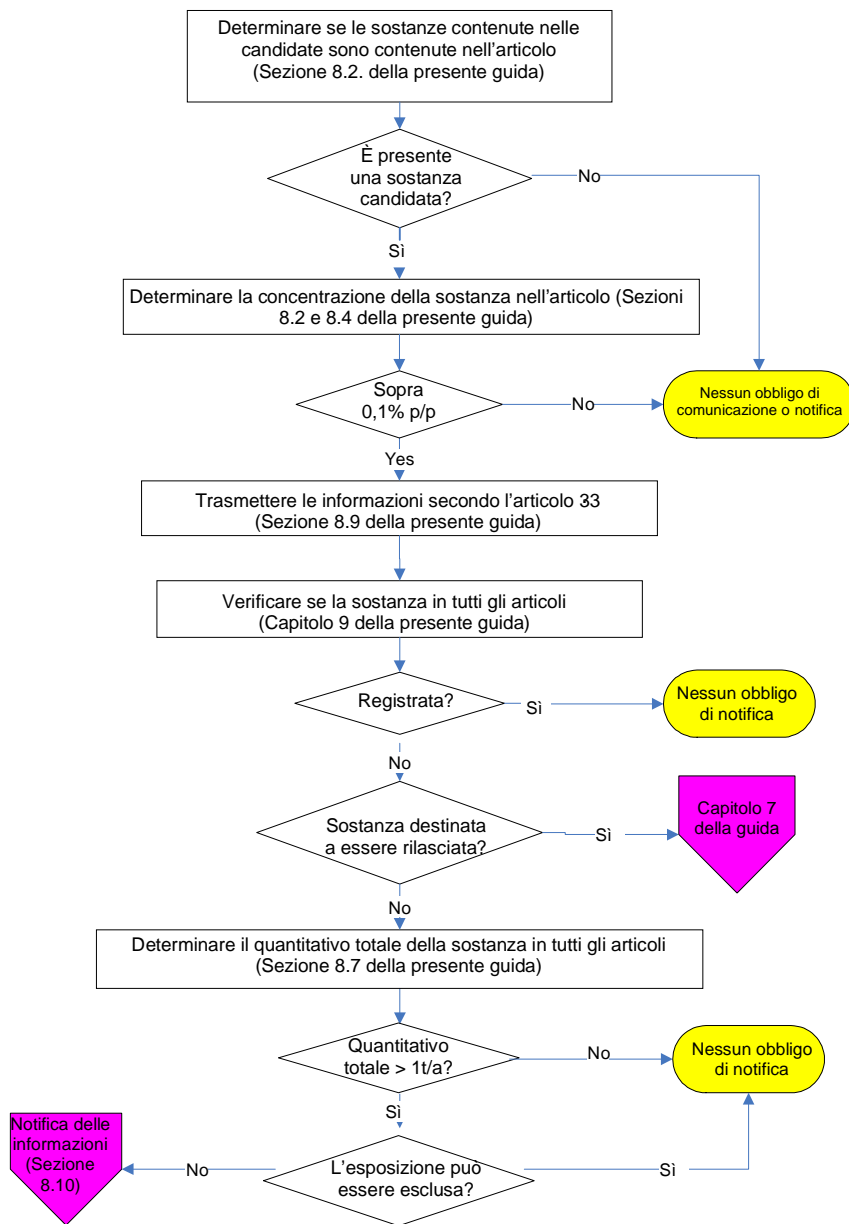 Determinare se le sostanze contenute nelle
candidate sono contenute nell'articolo
(Sezione 8.2. della presente guida)
È presente
una sostanza
candidata?
No
Sì
Determinare la concentrazione della sostanza nell'articolo (Sezioni
8.2 e 8.4 della presente guida)
Sopra
0,1% p/p
No
Nessun obbligo di
comunicazione o notifica
Yes
Trasmettere le informazioni secondo l'articolo 33
(Sezione 8.9 della presente guida)
Verificare se la sostanza in tutti gli articoli
(Capitolo 9 della presente guida)
Registrata?
Sì
Nessun obbligo
di notifica
No
Sostanza destinata
a essere rilasciata?
Sì
Capitolo 7
della guida
No
Determinare il quantitativo totale della sostanza in tutti gli articoli
(Sezione 8.7 della presente guida)
Quantitativo
totale > 1t/a?
No
Nessun obbligo
di notifica
Sì
Notifica delle
informazioni
(Sezione
8.10)
No
L'esposizione può
essere esclusa?
Sì